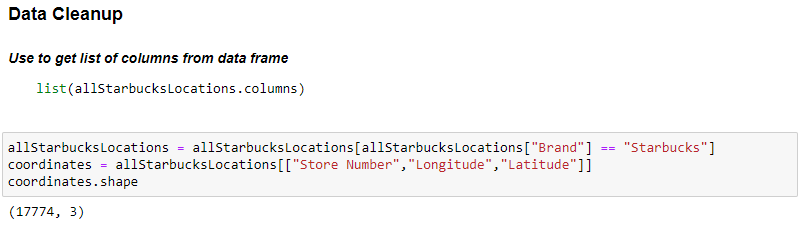 Data Cleanup
Use to get list of columns from data frame
list(allStarbucksLocations.columns)
allStarbucksLocations = allStarbucksLocations[allStarbucksLocations["Brand"] == "Starbucks"]
coordinates = allStarbucksLocations[["Store Number","Longitude","Latitude"]]
coordinates.shape
(17774, 3)